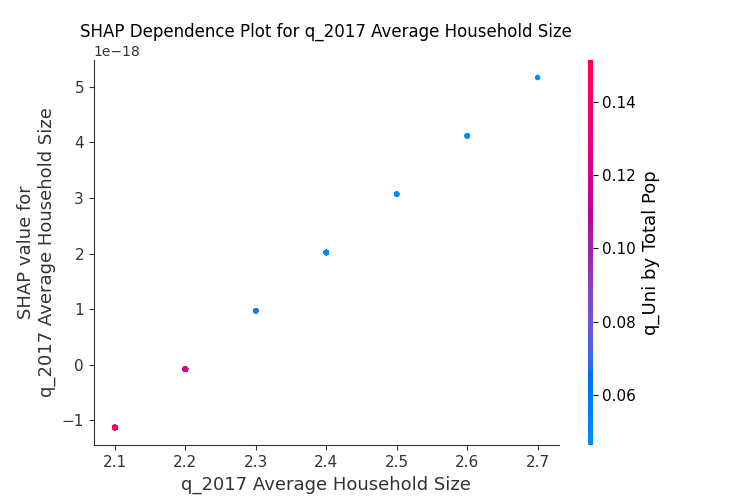 SHAP Dependence Plot for q_2017 Average Household Size
1e−18
5
4
3
2
1
0
−1
SHAP value for
q_2017 Average Household Size
2.1 2.2 2.3 2.4 2.5 2.6 2.7
q_2017 Average Household Size
0.14
0.12
0.10
0.08
0.06
q_Uni by Total Pop